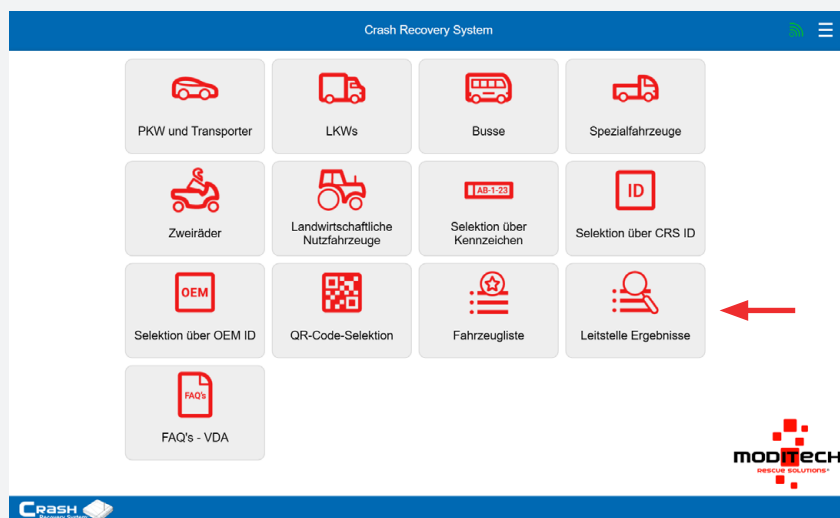 Crash Recovery System
PKW und Transporter
LKWs
Busse
Spezialfahrzeuge
Zweiräder
Landwirtschaftliche
Nutzfahrzeuge
AB-1-23
Selektion über
Kennzeichen
ID
Selektion über CRS ID
OEM
Selektion über OEM ID
QR-Code-Selektion
Fahrzeugliste
Leitstelle Ergebnisse
FAQ's
FAQ's - VDA
MODITECH
RESCUE SOLUTIONS
CRASH
Recovery System